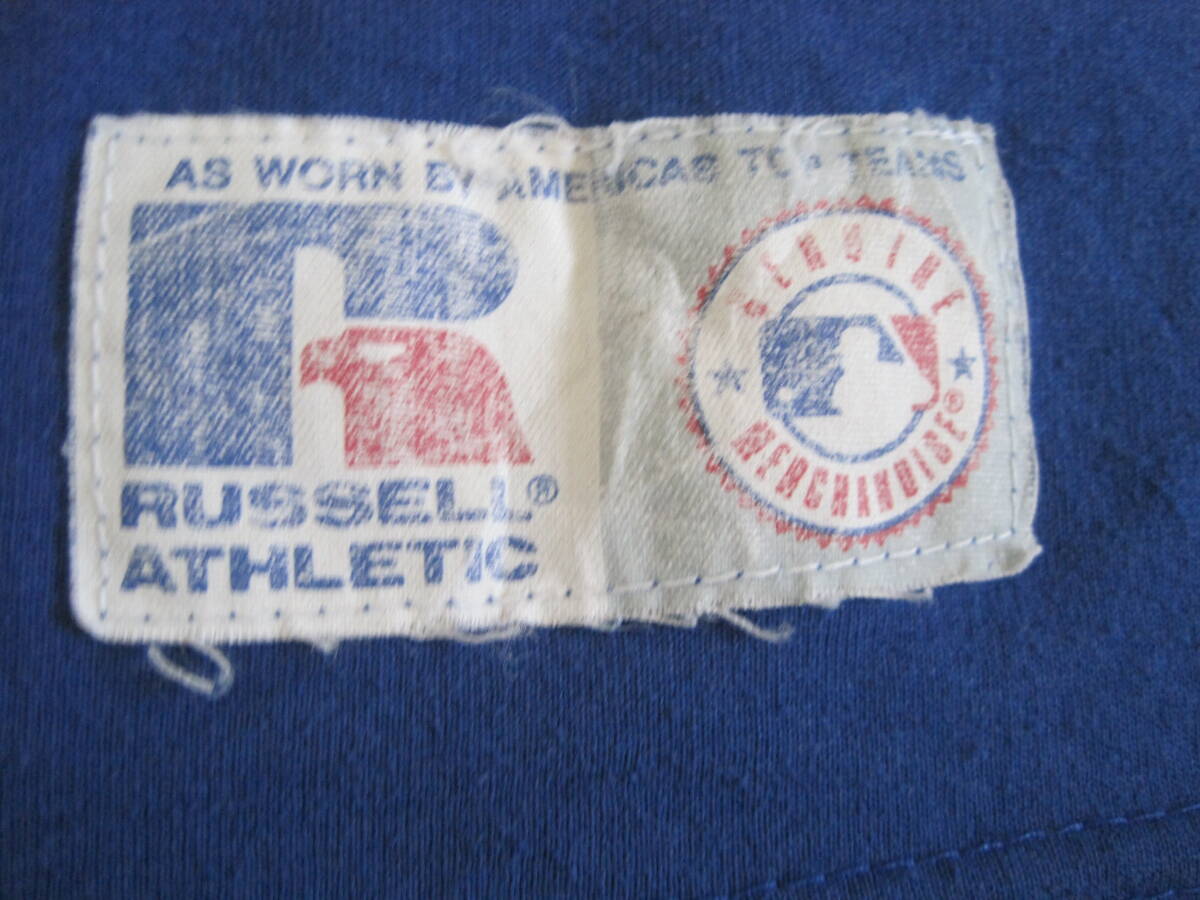 AS WORN BY AMERICAS TOP TEAMS
RUSSELL®
ATHLETIC
GENUINE
MERCHANDISE®